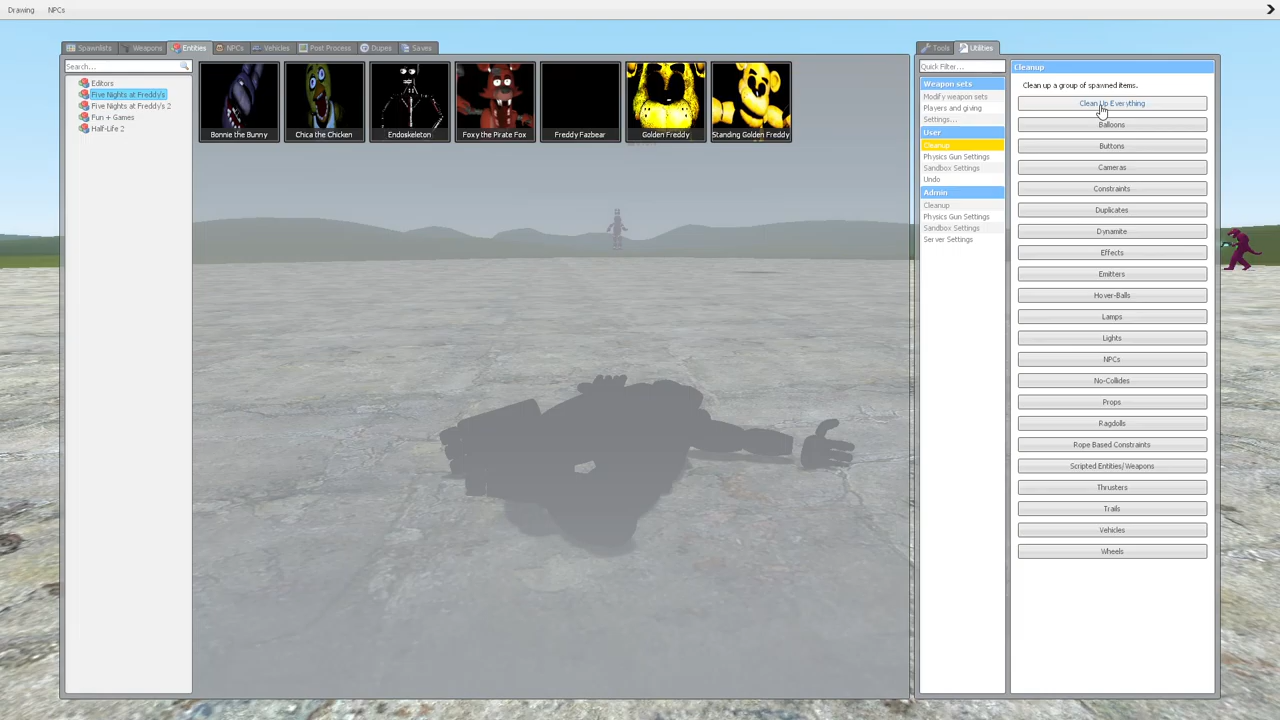 Drawing NPCs
Spawnlists Weapons Entities NPCs Vehicles Post Process Dupes Saves
Search...
Editors
Five Nights at Freddy's
Five Nights at Freddy's 2
Fun + Games
Half-Life 2
Bonnie the Bunny Chica the Chicken Endoskeleton Foxy the Pirate Fox Freddy Fazbear Golden Freddy Standing Golden Freddy
Tools Utilities
Quick Filter...
Weapon sets
Modify weapon sets
Players and giving
Settings...
User
Cleanup
Physics Gun Settings
Sandbox Settings
Undo
Admin
Cleanup
Physics Gun Settings
Sandbox Settings
Server Settings
Cleanup
Clean up a group of spawned items.
Clean Up Everything
Balloons
Buttons
Cameras
Constraints
Duplicates
Dynamite
Effects
Emitters
Hover-Balls
Lamps
Lights
NPCs
No-Collides
Props
Ragdolls
Rope Based Constraints
Scripted Entities/Weapons
Thrusters
Trails
Vehicles
Wheels